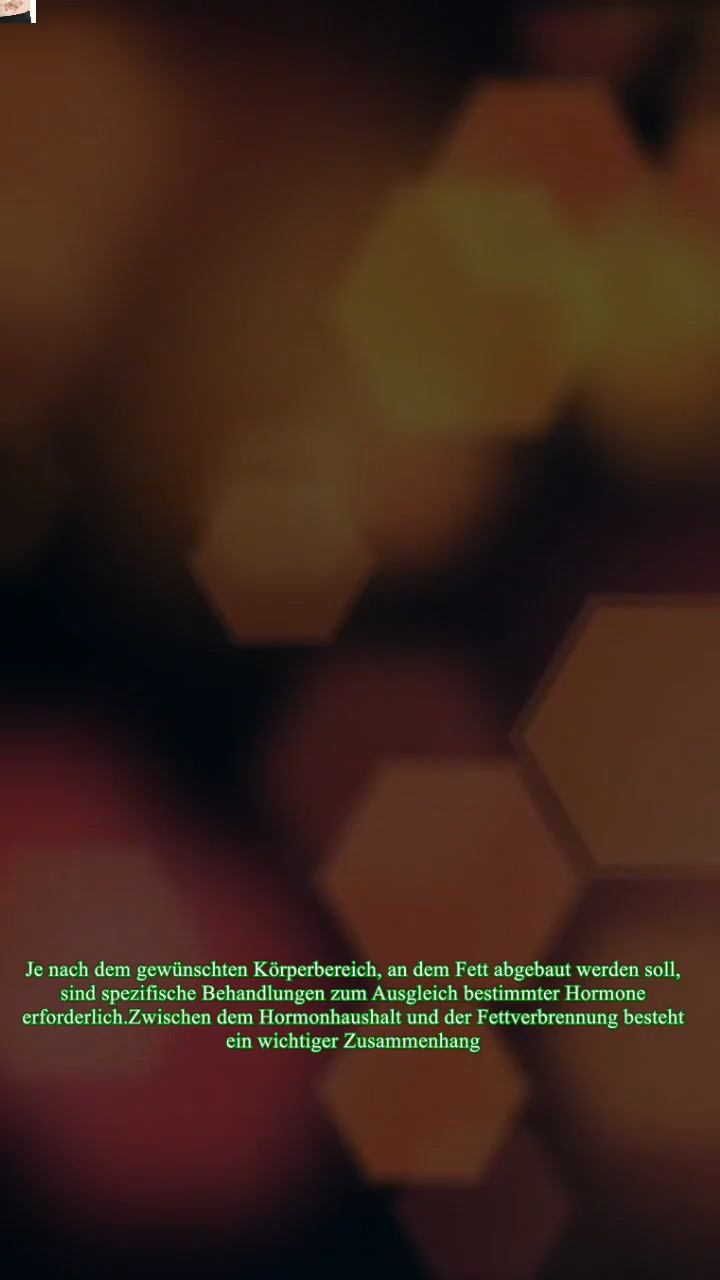 Je nach dem gewünschten Körperbereich, an dem Fett abgebaut werden soll,
sind spezifische Behandlungen zum Ausgleich bestimmter Hormone
erforderlich.Zwischen dem Hormonhaushalt und der Fettverbrennung besteht
ein wichtiger Zusammenhang